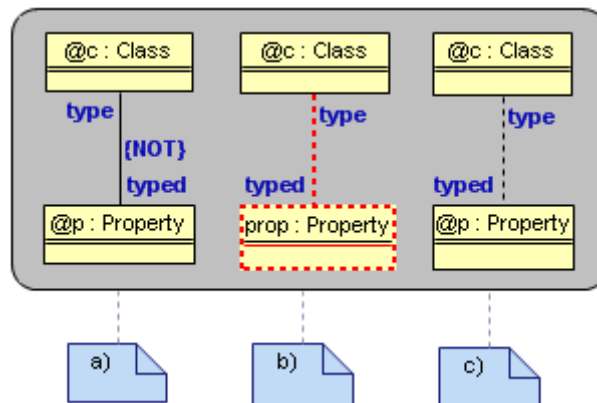 @c : Class @c : Class @c : Class
type type type
{NOT}
typed typed typed
@p : Property prop : Property @p : Property
a) b) c)